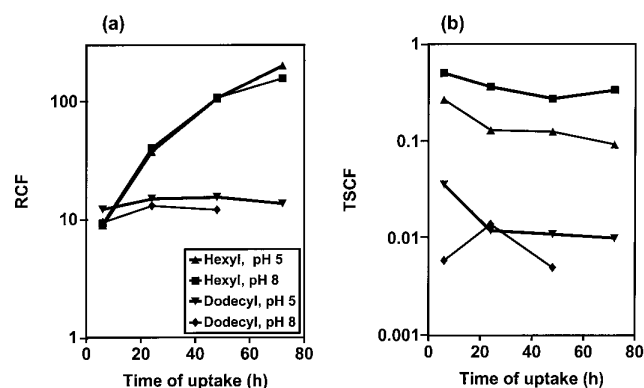 (a)
100
10
1
RCF
0
20
40
60
80
Time of uptake (h)
Hexyl, pH 5
Hexyl, pH 8
Dodecyl, pH 5
Dodecyl, pH 8
(b)
1
0.1
0.01
0.001
TSCF
0
20
40
60
80
Time of uptake (h)